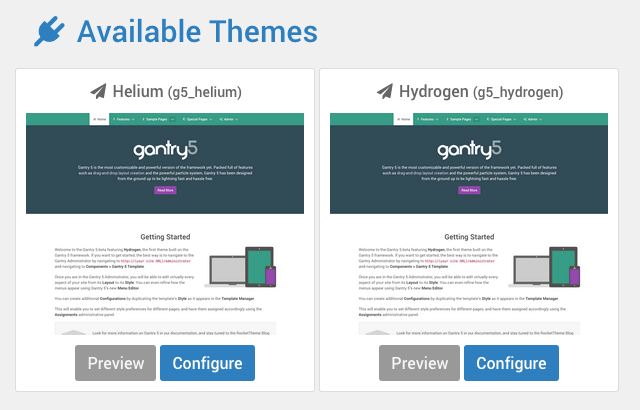 Available Themes
Helium (g5_helium)
Home Features Sample Pages Special Pages Admin
gantry5
Gantry 5 is the most customizable and powerful version of the framework yet. Packed full of features
such as drag and drop layout creation and the powerful particle system, Gantry 5 has been designed
from the ground up to be lightning fast and hassle free.
Read More
Getting Started
Welcome to the Gantry 5 beta featuring Hydrogen, the first theme built on the
Gantry 5 framework. If you want to get started, the best way is to navigate to the
Gantry Administrator by navigating to http://[your site URL]/administrator
and navigating to Components > Gantry 5 Template.
Once you are in the Gantry 5 Administrator, you will be able to edit virtually every
aspect of your site from its Layout to its Style. You can even refine how the
menus appear using Gantry 5's new Menu Editor.
You can create additional Configurations by duplicating the template's Style as it appears in the Template Manager.
This will enable you to set different style preferences for different pages, and have them assigned accordingly using the
Assignments administrative panel.
Look for more information on Gantry 5 in our documentation, and stay tuned to the RocketTheme Blog
Preview Configure
Hydrogen (g5_hydrogen)
Home Features Sample Pages Special Pages Admin
gantry5
Gantry 5 is the most customizable and powerful version of the framework yet. Packed full of features
such as drag and drop layout creation and the powerful particle system, Gantry 5 has been designed
from the ground up to be lightning fast and hassle free.
Read More
Getting Started
Welcome to the Gantry 5 beta featuring Hydrogen, the first theme built on the
Gantry 5 framework. If you want to get started, the best way is to navigate to the
Gantry Administrator by navigating to http://[your site URL]/administrator
and navigating to Components > Gantry 5 Template.
Once you are in the Gantry 5 Administrator, you will be able to edit virtually every
aspect of your site from its Layout to its Style. You can even refine how the
menus appear using Gantry 5's new Menu Editor.
You can create additional Configurations by duplicating the template's Style as it appears in the Template Manager.
This will enable you to set different style preferences for different pages, and have them assigned accordingly using the
Assignments administrative panel.
Look for more information on Gantry 5 in our documentation, and stay tuned to the RocketTheme Blog
Preview Configure